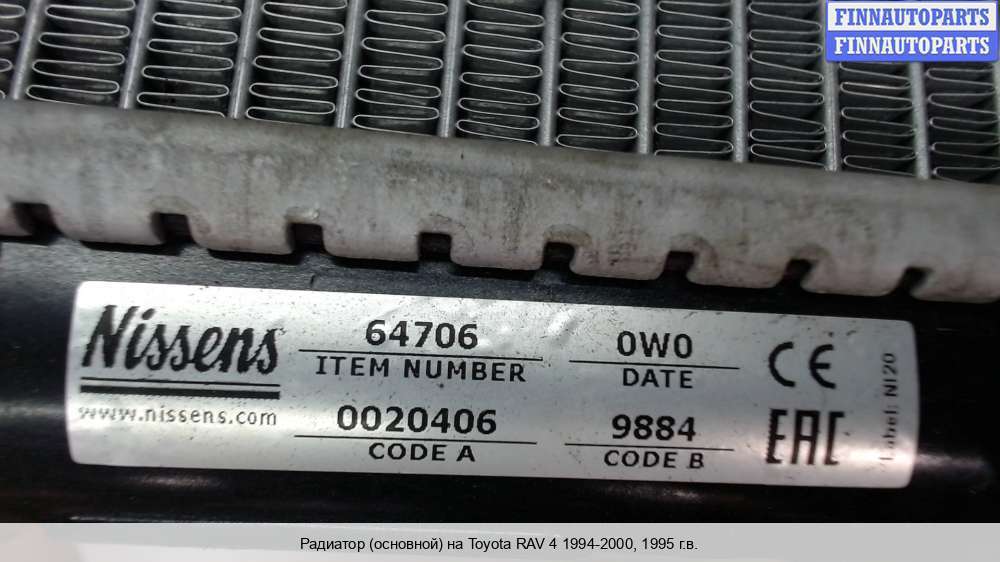 FINNAUTOPARTS
FINNAUTOPARTS
Nissens
www.nissens.com
64706
ITEM NUMBER
0W0
DATE
0020406
CODE A
9884
CODE B
CE
EAC
Label: NI20
Радиатор (основной) на Toyota RAV 4 1994-2000, 1995 г.в.